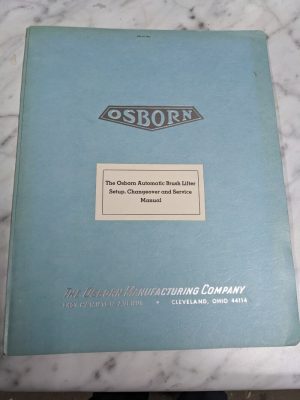 OSBORN
The Osborn Automatic Brush Lifter
Setup, Changeover and Service
Manual
The Osborn Manufacturing Company
CLEVELAND, OHIO 44114